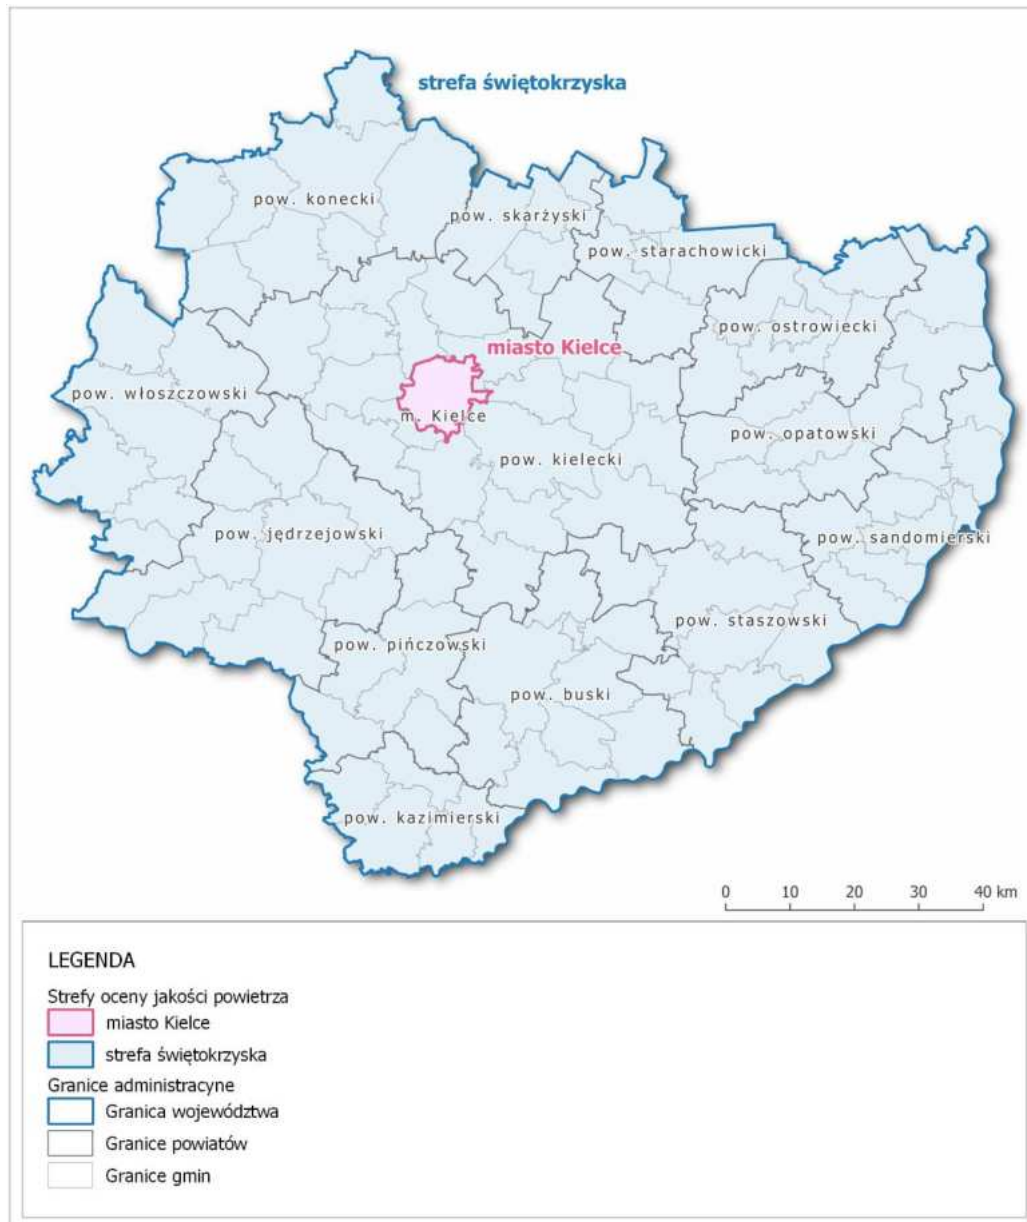 strefa świętokrzyska
pow. konecki
pow. skarżyski
pow. starachowicki
pow. ostrowiecki
miasto Kielce
pow. włoszczowski
m. Kielce
pow. opatowski
pow. kielecki
pow. jędrzejowski
pow. sandomierski
pow. staszowski
pow. pińczowski
pow. buski
pow. kazimierski
0 10 20 30 40 km
LEGENDA
Strefy oceny jakości powietrza
miasto Kielce
strefa świętokrzyska
Granice administracyne
Granica województwa
Granice powiatów
Granice gmin